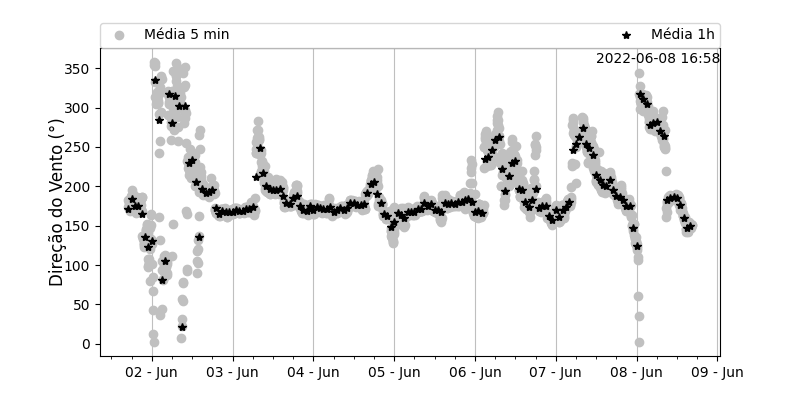 Média 5 min
Média 1h
2022-06-08 16:58
Direção do Vento (°)
350
300
250
200
150
100
50
0
02 - Jun
03 - Jun
04 - Jun
05 - Jun
06 - Jun
07 - Jun
08 - Jun
09 - Jun